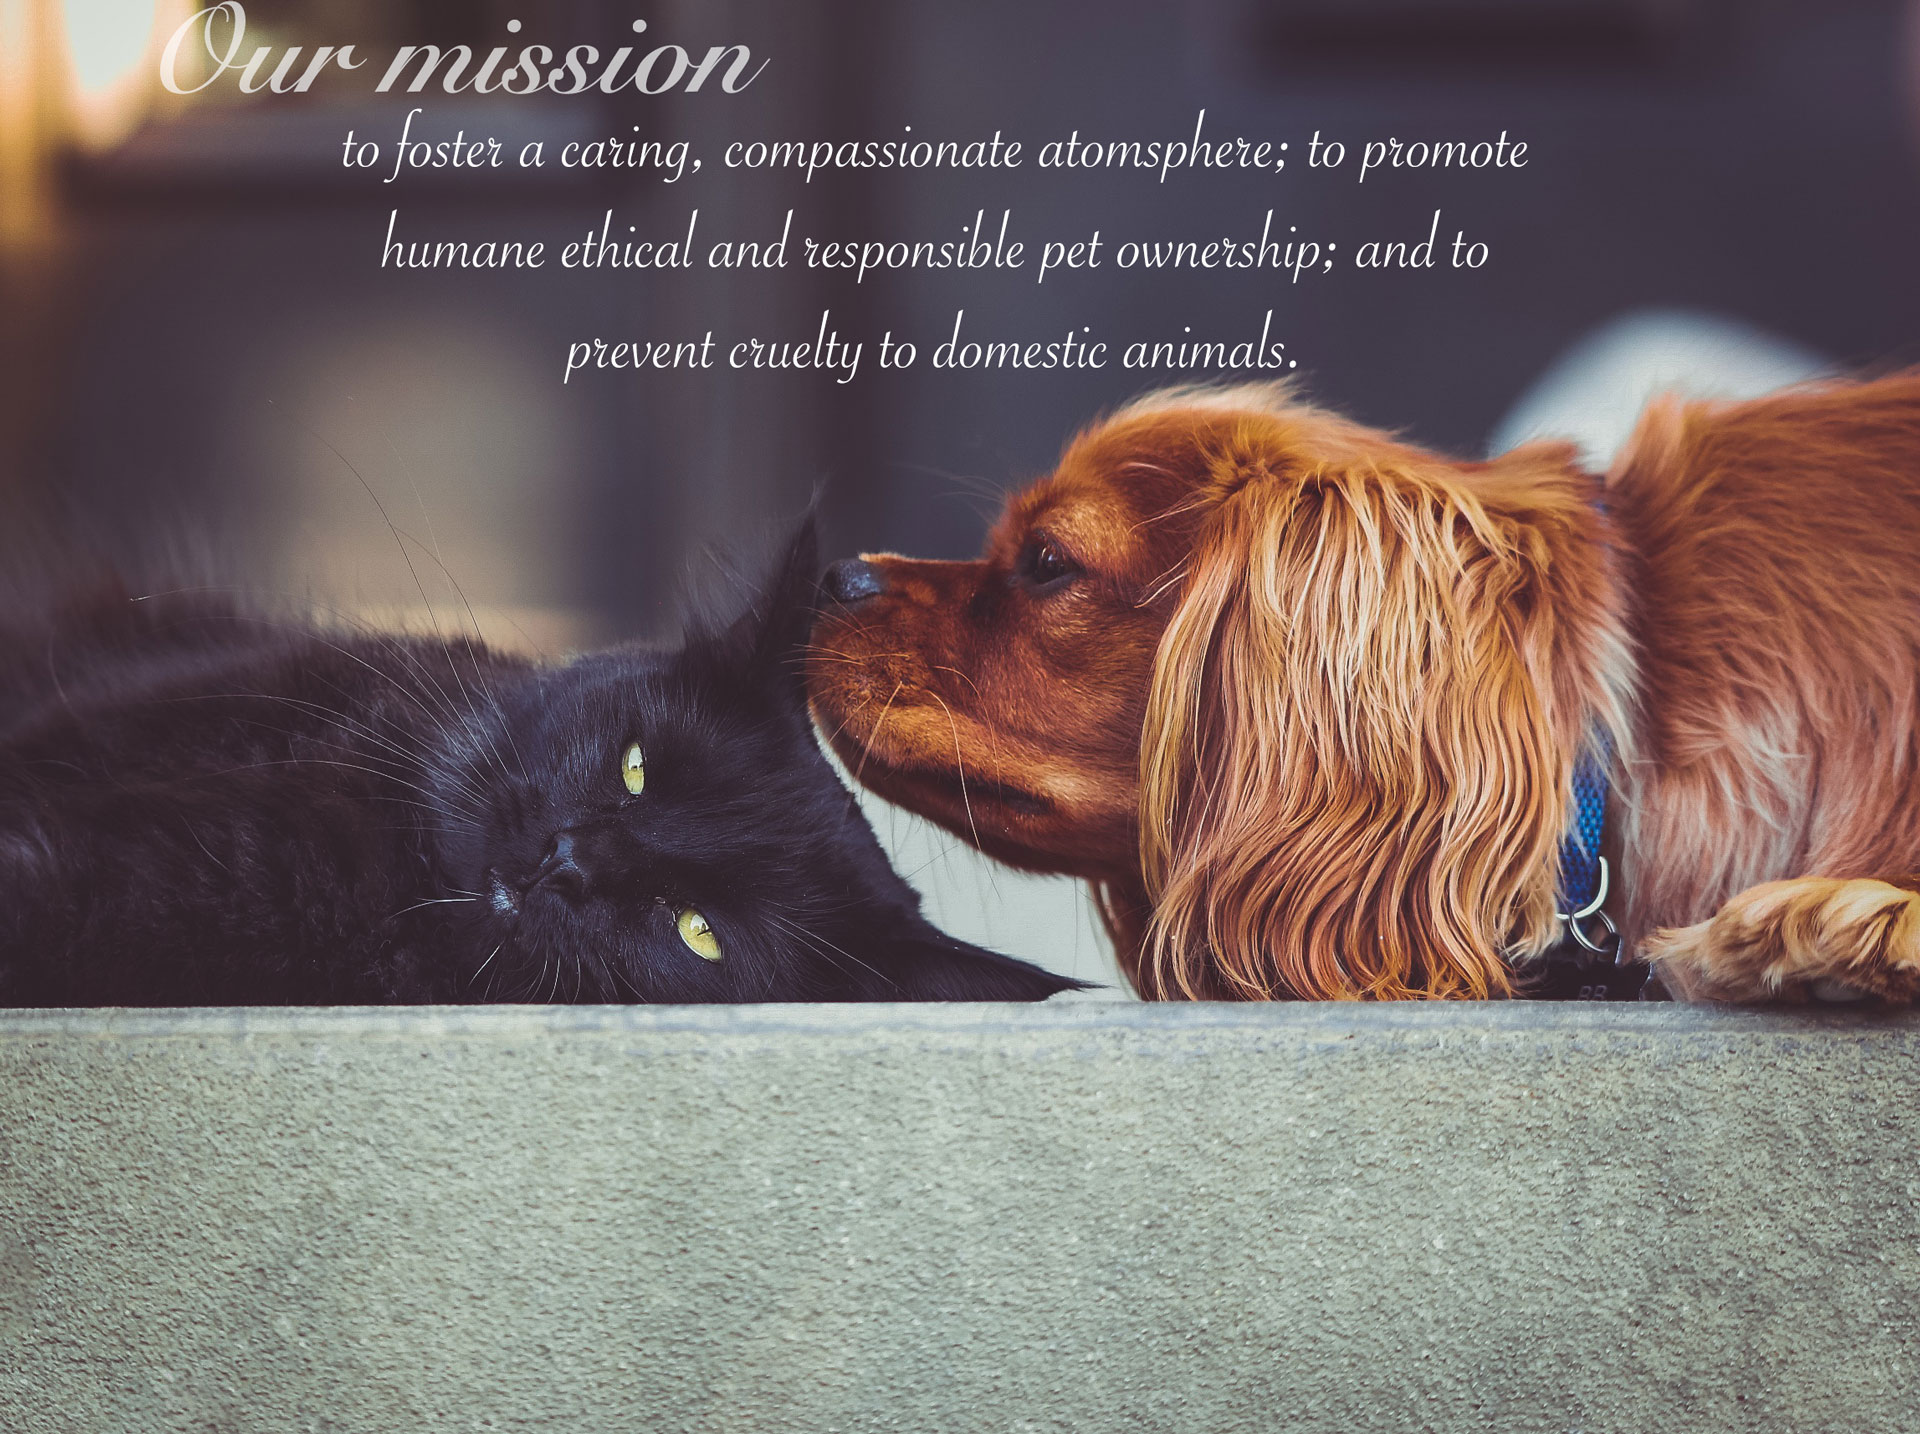 Our mission
to foster a caring, compassionate atomsphere; to promote
humane ethical and responsible pet ownership; and to
prevent cruelty to domestic animals.
BB